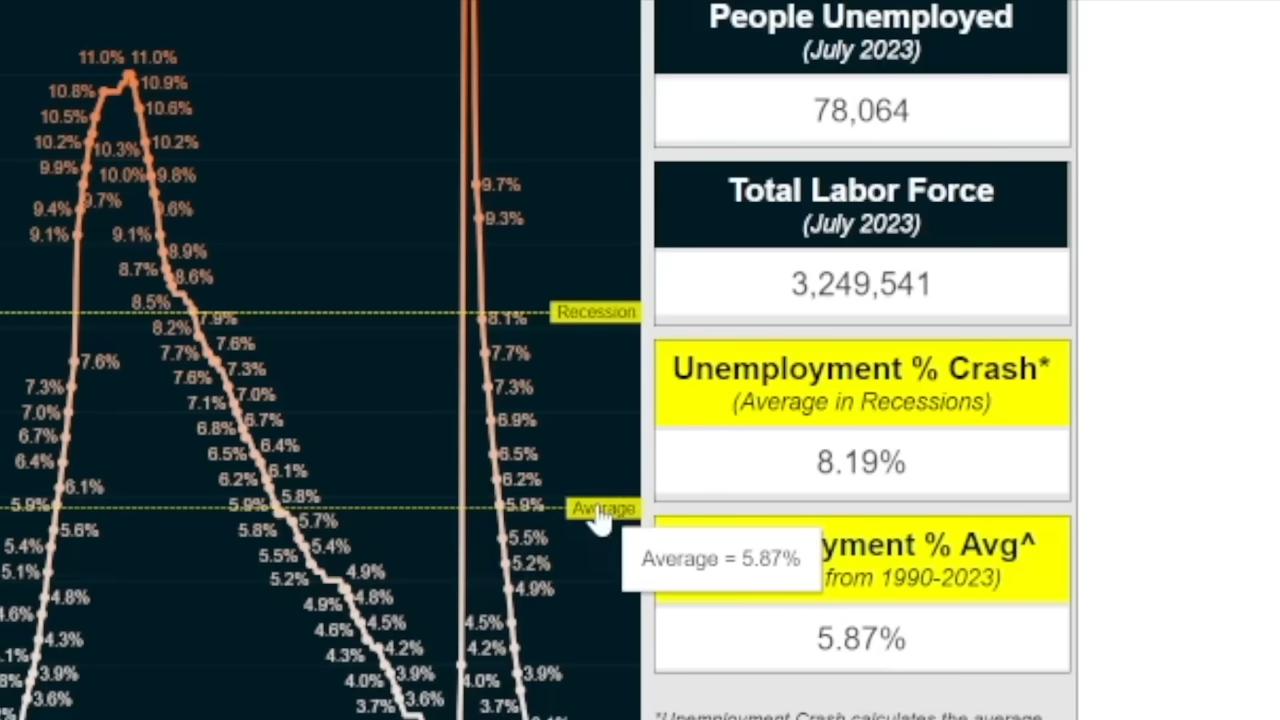 People Unemployed
(July 2023)
78,064
Total Labor Force
(July 2023)
3,249,541
Unemployment % Crash*
(Average in Recessions)
8.19%
yment % Avg^
from 1990-2023)
5.87%
*Unemployment Crash calculates the average
Recession
Average
Average = 5.87%
11.0% 11.0%
10.8% 10.9%
10.5% 10.6%
10.2% 10.3% 10.2%
9.9% 10.0% 9.8%
9.4% 9.7% 9.6%
9.1% 9.1% 8.9%
8.7% 8.6%
8.5%
8.2% 7.9%
7.6% 7.7% 7.6%
7.3% 7.6% 7.3%
7.0% 7.1% 7.0%
6.7% 6.8% 6.7%
6.4% 6.5% 6.4%
6.1% 6.2% 6.1%
5.9% 5.9% 5.8%
5.6% 5.8% 5.7%
5.4% 5.5% 5.4%
5.1% 5.2% 4.9%
4.8% 4.9% 4.8%
4.6% 4.6% 4.5%
4.3% 4.3% 4.2%
3.9% 4.0% 3.9%
3.6% 3.7% 3.6%
9.7%
9.3%
8.1%
7.7%
7.3%
6.9%
6.5%
6.2%
5.9%
5.5%
5.2%
4.9%
4.5%
4.2%
4.0% 3.9%
3.7%